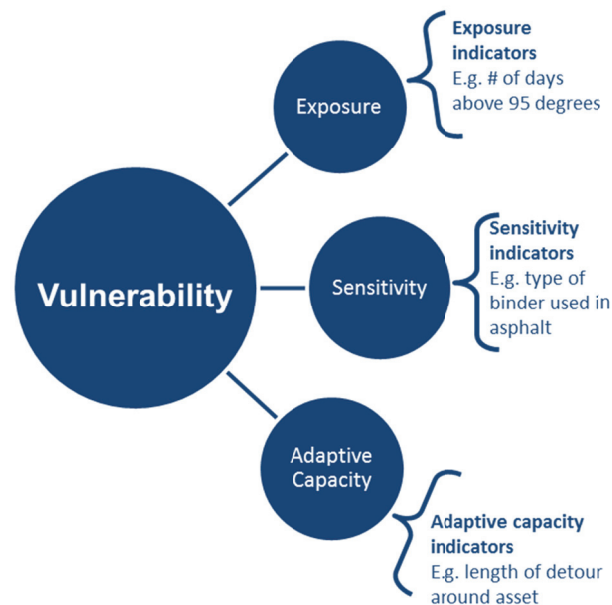 Vulnerability
Exposure
Exposure
indicators
E.g. # of days
above 95 degrees
Sensitivity
Sensitivity
indicators
E.g. type of
binder used in
asphalt
Adaptive
Capacity
Adaptive capacity
indicators
E.g. length of detour
around asset